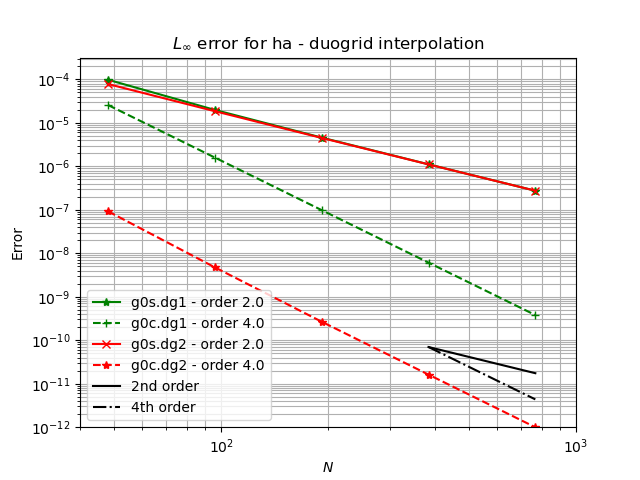 L∞ error for ha - duogrid interpolation
Error
10⁻⁴
10⁻⁵
10⁻⁶
10⁻⁷
10⁻⁸
10⁻⁹
10⁻¹⁰
10⁻¹¹
10⁻¹²
g0s.dg1 - order 2.0
g0c.dg1 - order 4.0
g0s.dg2 - order 2.0
g0c.dg2 - order 4.0
2nd order
4th order
10² 10³
N